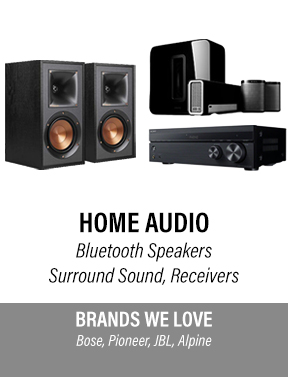 HOME AUDIO
Bluetooth Speakers
Surround Sound, Receivers
BRANDS WE LOVE
Bose, Pioneer, JBL, Alpine